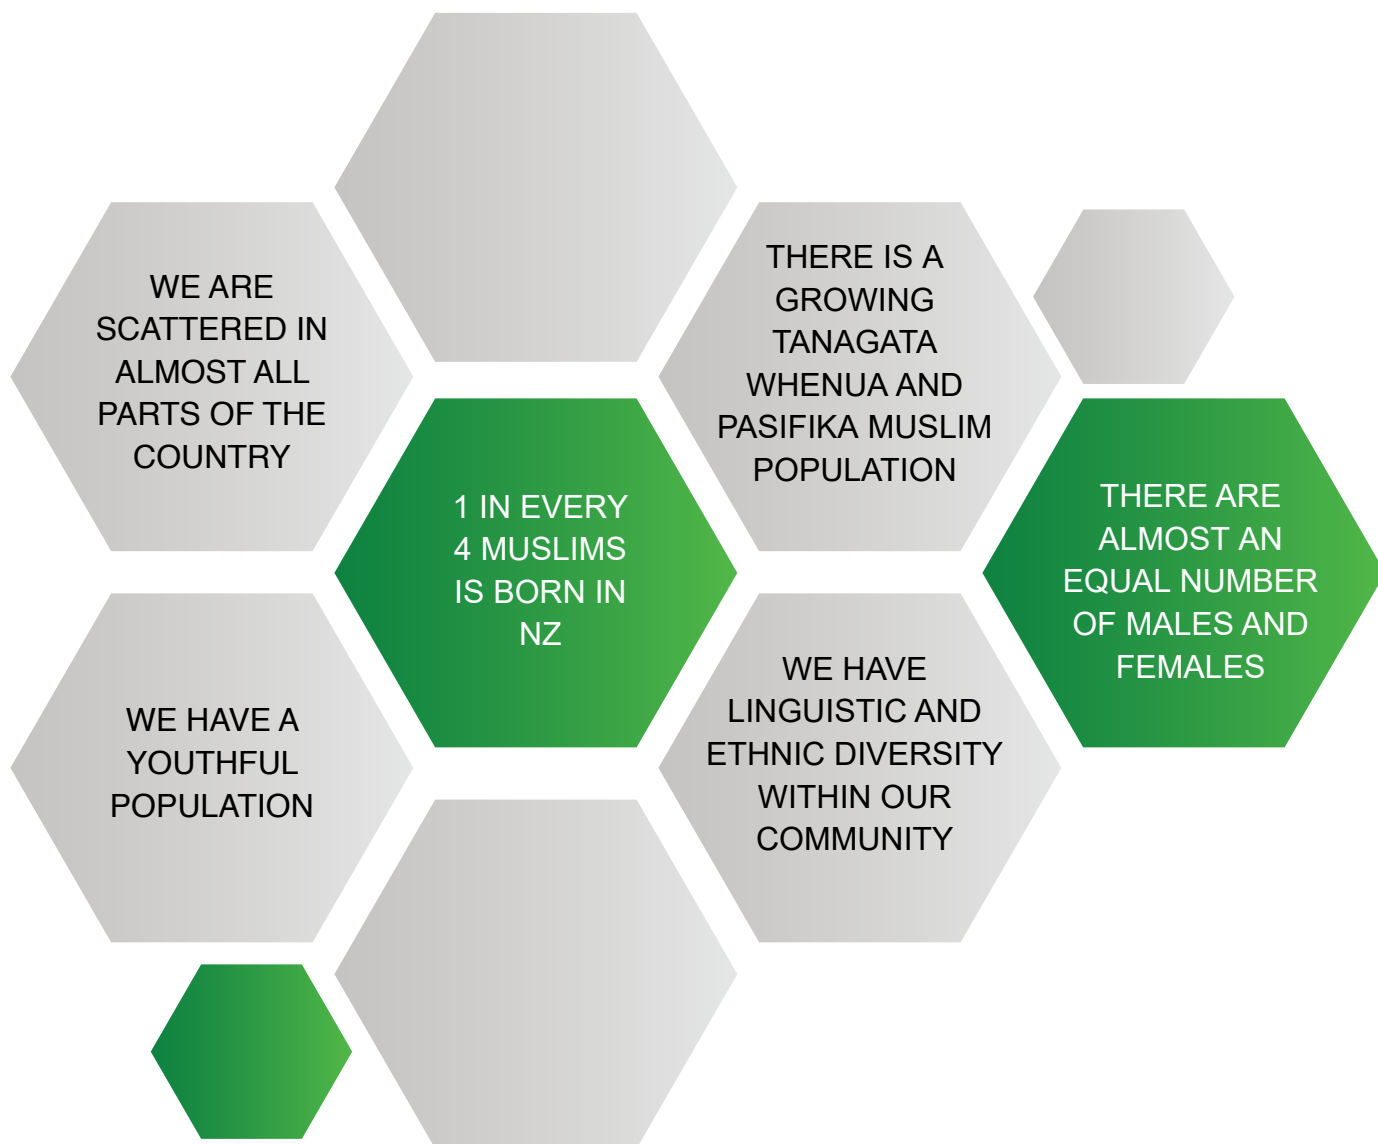 WE ARE
SCATTERED IN
ALMOST ALL
PARTS OF THE
COUNTRY
THERE IS A
GROWING
TANAGATA
WHENUA AND
PASIFIKA MUSLIM
POPULATION
1 IN EVERY
4 MUSLIMS
IS BORN IN
NZ
THERE ARE
ALMOST AN
EQUAL NUMBER
OF MALES AND
FEMALES
WE HAVE A
YOUTHFUL
POPULATION
WE HAVE
LINGUISTIC AND
ETHNIC DIVERSITY
WITHIN OUR
COMMUNITY